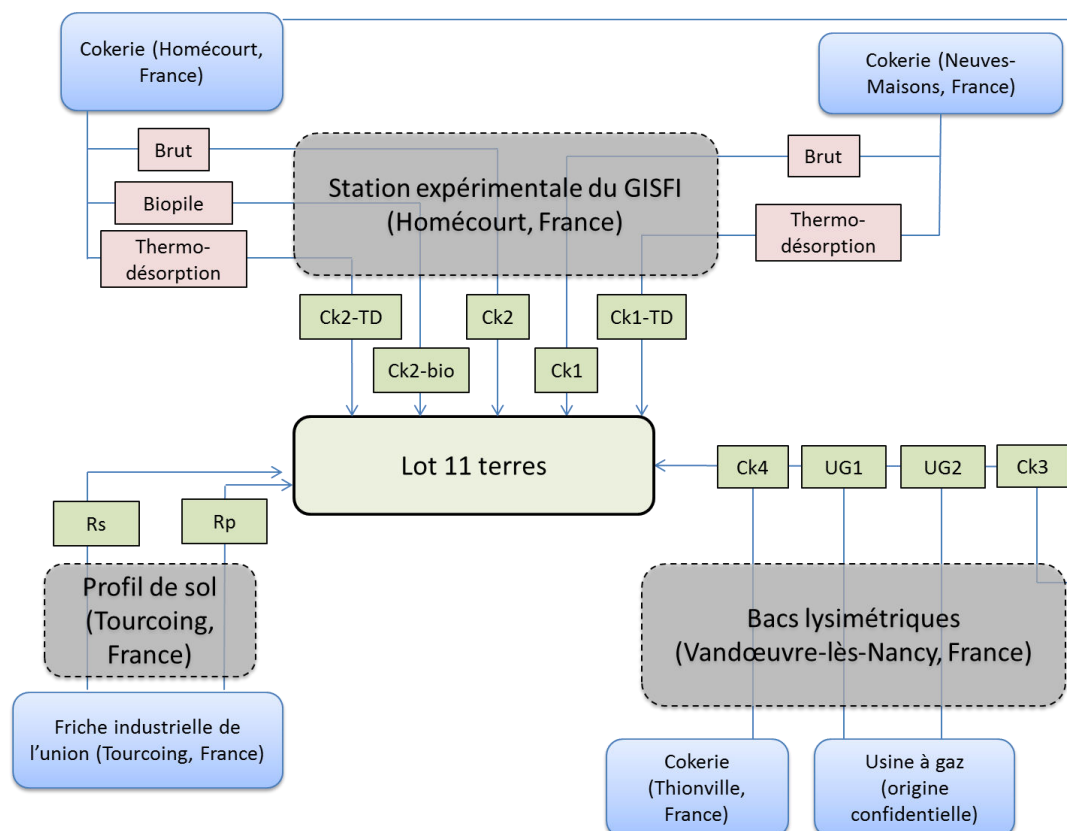 Cokerie (Homécourt,
France)
Cokerie (Neuves-
Maisons, France)
Brut
Biopile
Thermo-
désorption
Station expérimentale du GISFI
(Homécourt, France)
Brut
Thermo-
désorption
Ck2-TD
Ck2
Ck1-TD
Ck2-bio
Ck1
Lot 11 terres
Ck4
UG1
UG2
Ck3
Rs
Rp
Profil de sol
(Tourcoing,
France)
Bacs lysimétriques
(Vandœuvre-lès-Nancy, France)
Friche industrielle de
l’union (Tourcoing, France)
Cokerie
(Thionville,
France)
Usine à gaz
(origine
confidentielle)